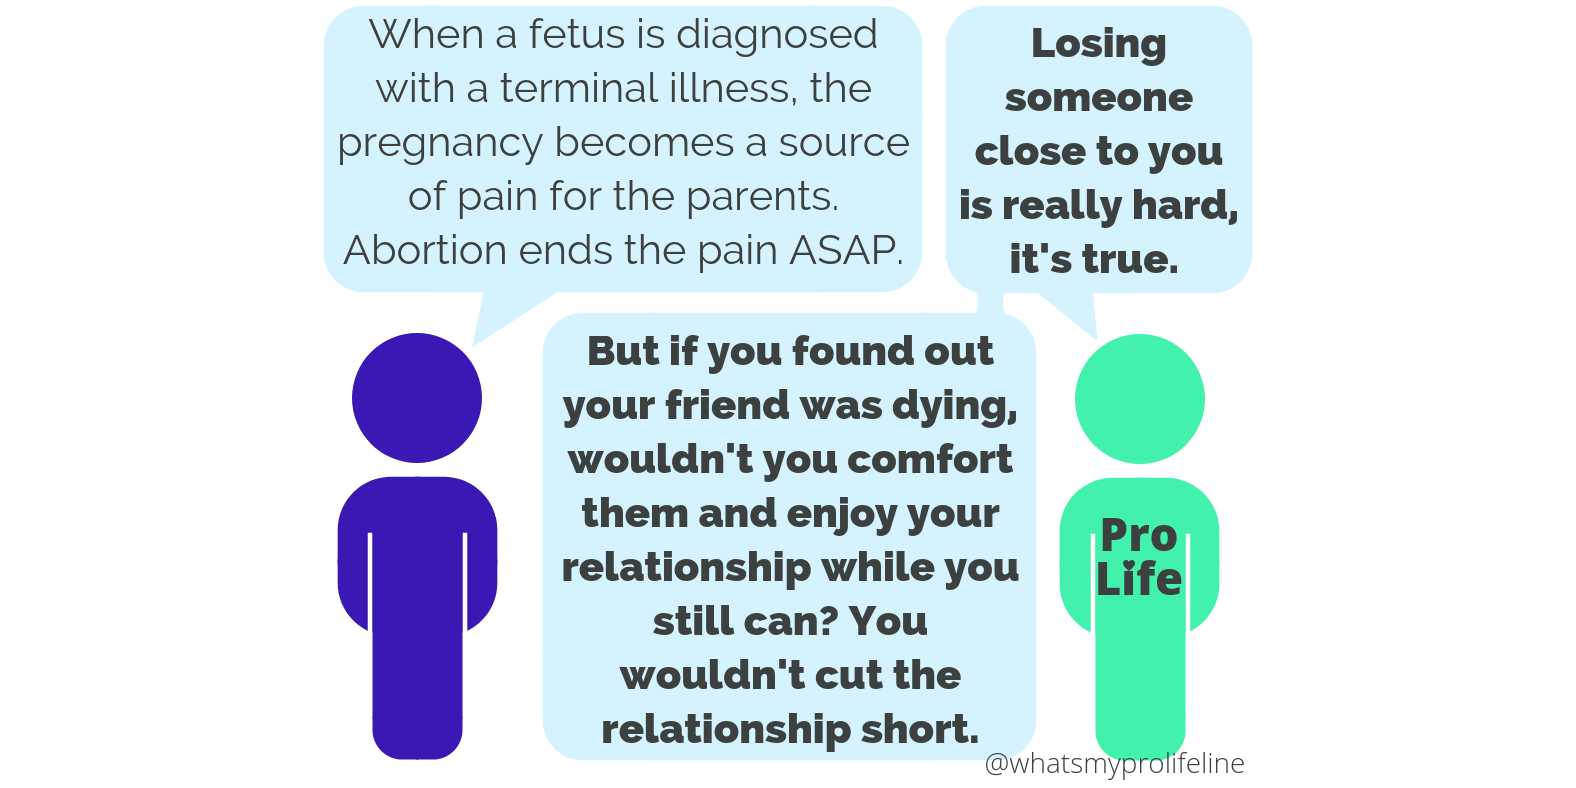 When a fetus is diagnosed
with a terminal illness, the
pregnancy becomes a source
of pain for the parents.
Abortion ends the pain ASAP.
Losing
someone
close to you
is really hard,
it's true.
But if you found out
your friend was dying,
wouldn't you comfort
them and enjoy your
relationship while you
still can? You
wouldn't cut the
relationship short.
Pro
Life
@whatsmyprolifeline